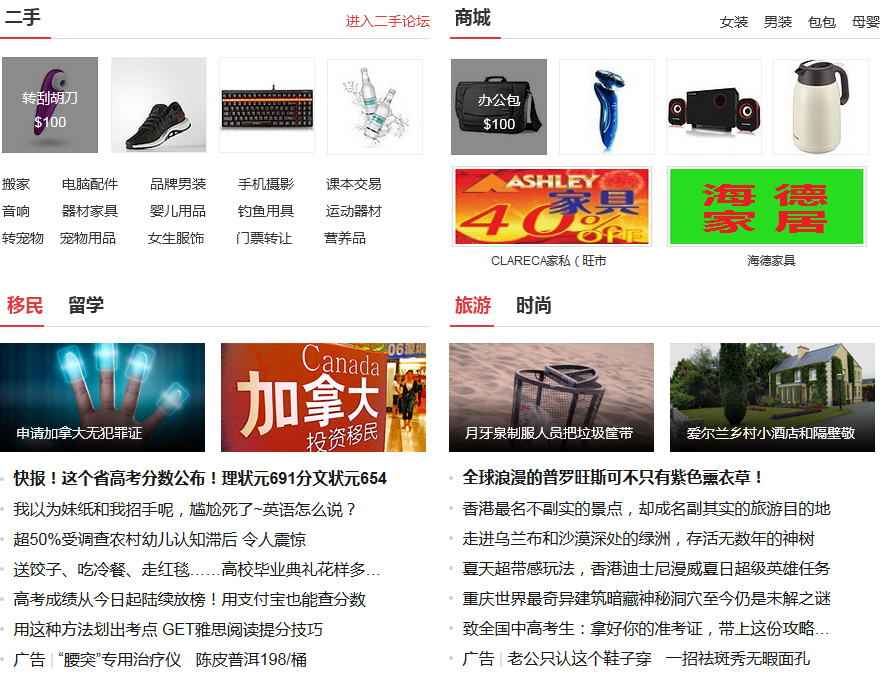 二手
进入二手论坛
转刮胡刀
$100
搬家 电脑配件 品牌男装 手机摄影 课本交易
音响 器材家具 婴儿用品 钓鱼用具 运动器材
转宠物 宠物用品 女生服饰 门票转让 营养品
商城
女装 男装 包包 母婴
办公包
$100
ASHLEY
家具
40%
OFF
海德
家居
CLARECA家私（旺市
海德家具
移民 留学
申请加拿大无犯罪证
06深圳
Canada
加拿大
投资移民
快报！这个省高考分数公布！理状元691分文状元654
我以为妹纸和我招手呢，尴尬死了~英语怎么说？
超50%受调查农村幼儿认知滞后 令人震惊
送饺子、吃冷餐、走红毯……高校毕业典礼花样多…
高考成绩从今日起陆续放榜！用支付宝也能查分数
用这种方法划出考点 GET雅思阅读提分技巧
广告 | “腰突”专用治疗仪 陈皮普洱198/桶
旅游 时尚
月牙泉制服人员把垃圾筐带
爱尔兰乡村小酒店和隔壁敬
全球浪漫的普罗旺斯可不只有紫色薰衣草！
香港最名不副实的景点，却成名副其实的旅游目的地
走进乌兰布和沙漠深处的绿洲，存活无数年的神树
夏天超带感玩法，香港迪士尼漫威夏日超级英雄任务
重庆世界最奇异建筑暗藏神秘洞穴至今仍是未解之谜
致全国中高考生：拿好你的准考证，带上这份攻略…
广告 | 老公只认这个鞋子穿 一招祛斑秀无暇面孔